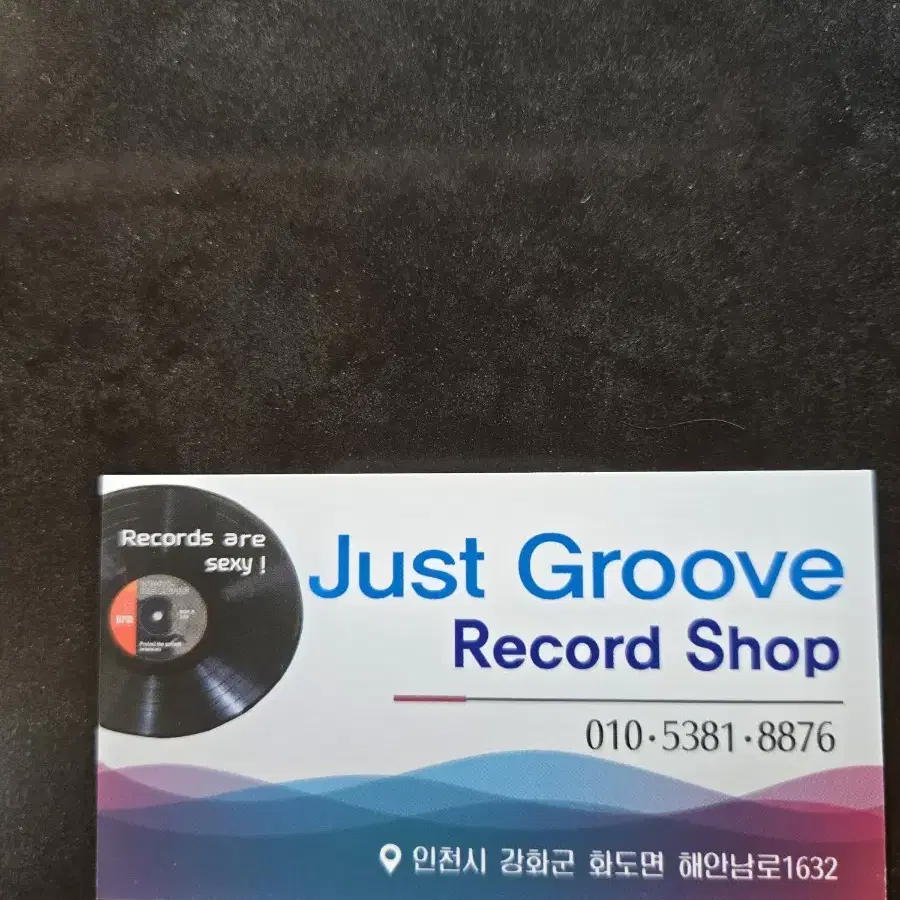 Records are
sexy !
Just Groove
Record Shop
010·5381·8876
인천시 강화군 화도면 해안남로1632